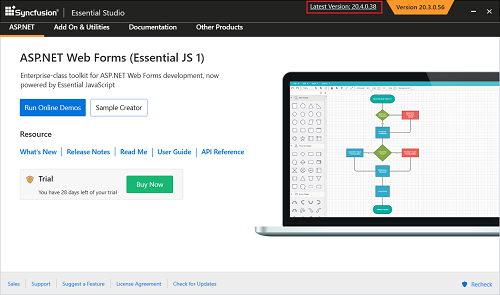 Syncfusion | Essential Studio
Latest Version: 20.4.0.38
Version 20.3.0.56
ASP.NET Add On & Utilities Documentation Other Products
ASP.NET Web Forms (Essential JS 1)
Enterprise-class toolkit for ASP.NET Web Forms development, now
powered by Essential JavaScript
Run Online Demos Sample Creator
Resource
What's New | Release Notes | Read Me | User Guide | API Reference
Trial
You have 20 days left of your trial
Buy Now
Sales | Support | Suggest a Feature | License Agreement | Check for Updates
Recheck